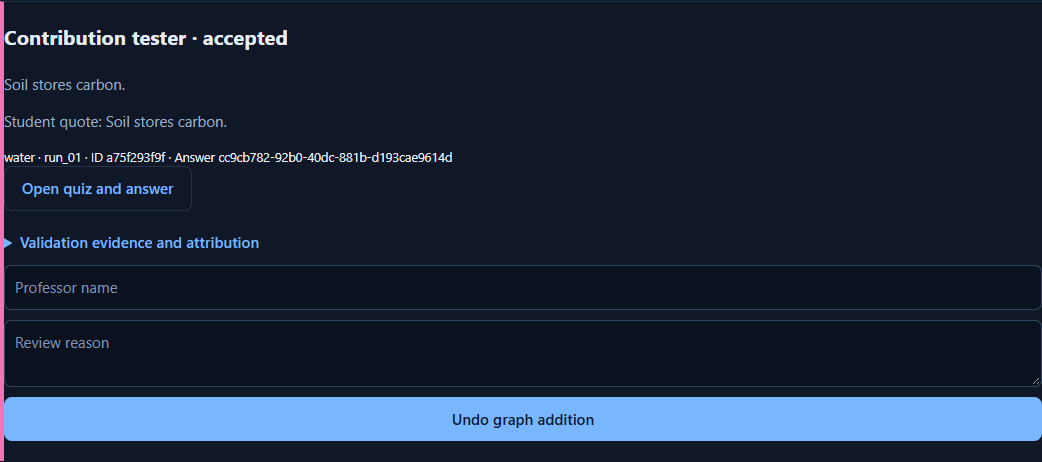 Contribution tester · accepted
Soil stores carbon.
Student quote: Soil stores carbon.
water · run_01 · ID a75f293f9f · Answer cc9cb782-92b0-40dc-881b-d193cae9614d
Open quiz and answer
Validation evidence and attribution
Professor name
Review reason
Undo graph addition